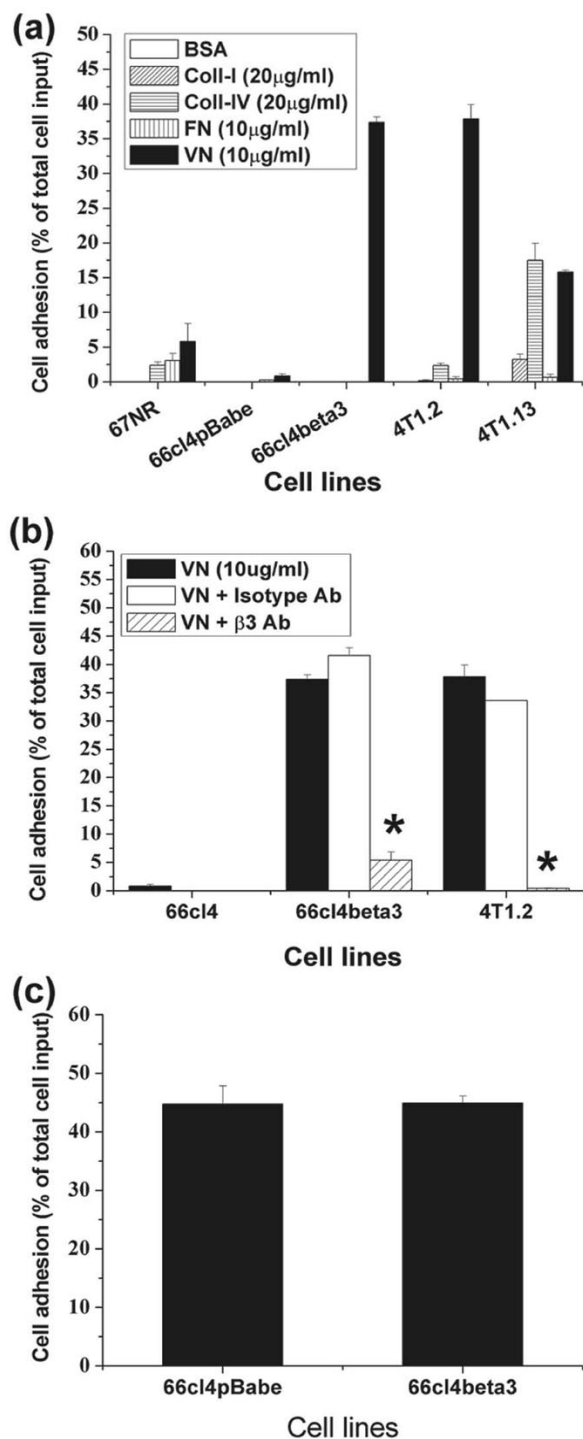 (a)
BSA
Coll-I (20μg/ml)
Coll-IV (20μg/ml)
FN (10μg/ml)
VN (10μg/ml)
Cell adhesion (% of total cell input)
50
45
40
35
30
25
20
15
10
5
0
67NR
66cl4pBabe
66cl4beta3
4T1.2
4T1.13
Cell lines
(b)
VN (10ug/ml)
VN + Isotype Ab
VN + β3 Ab
Cell adhesion (% of total cell input)
60
55
50
45
40
35
30
25
20
15
10
5
0
*
*
66cl4
66cl4beta3
4T1.2
Cell lines
(c)
Cell adhesion (% of total cell input)
60
50
40
30
20
10
0
66cl4pBabe
66cl4beta3
Cell lines